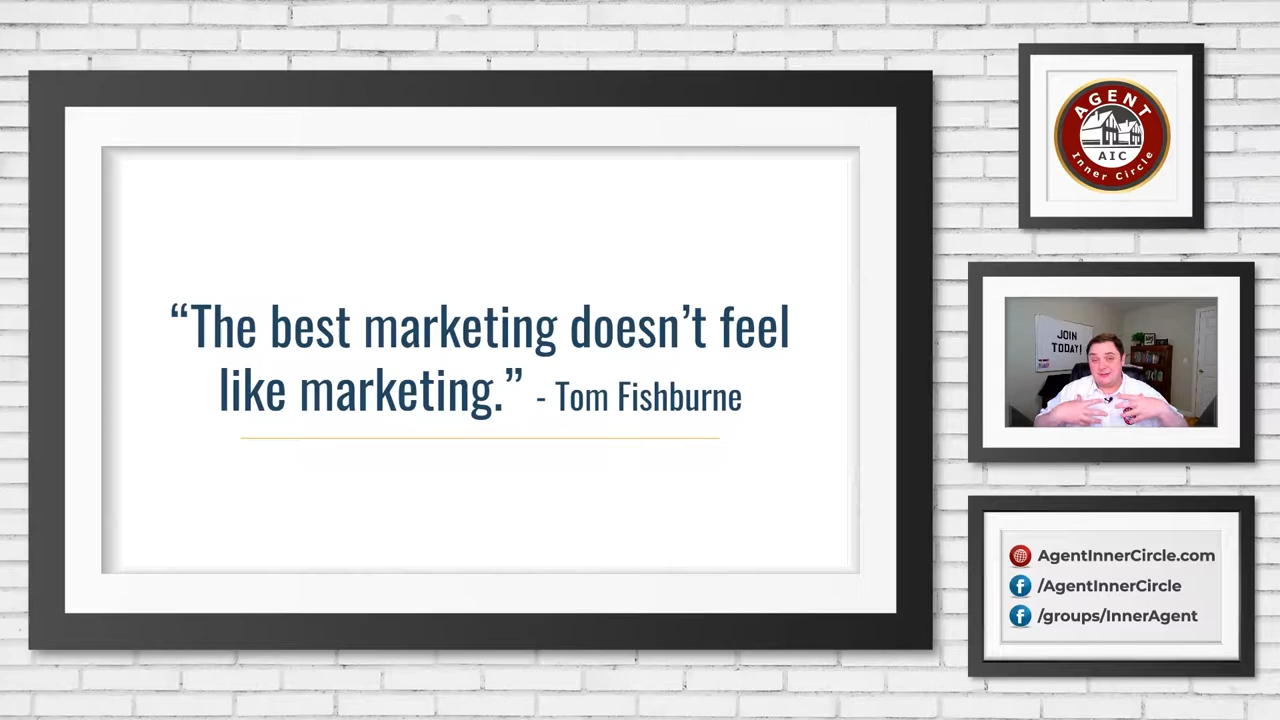 “The best marketing doesn’t feel
like marketing.” - Tom Fishburne
AGENT
AIC
Inner Circle
JOIN
TODAY!
AgentInnerCircle.com
/AgentInnerCircle
/groups/InnerAgent